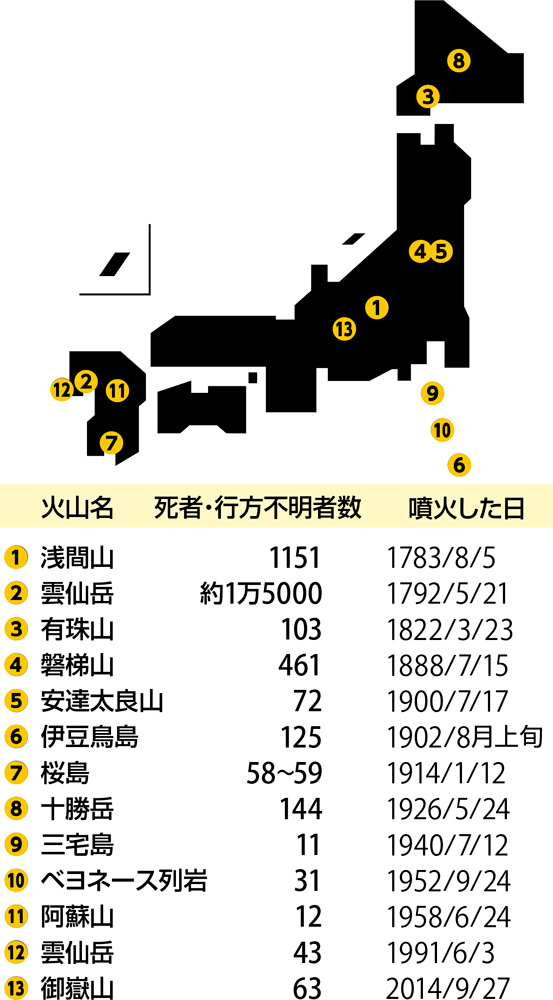 8
3
4 5
1
13
2
12 11
9
10
7
6
火山名 死者・行方不明者数 噴火した日
1 浅間山 1151 1783/8/5
2 雲仙岳 約1万5000 1792/5/21
3 有珠山 103 1822/3/23
4 磐梯山 461 1888/7/15
5 安達太良山 72 1900/7/17
6 伊豆鳥島 125 1902/8月上旬
7 桜島 58~59 1914/1/12
8 十勝岳 144 1926/5/24
9 三宅島 11 1940/7/12
10 ベヨネース列岩 31 1952/9/24
11 阿蘇山 12 1958/6/24
12 雲仙岳 43 1991/6/3
13 御嶽山 63 2014/9/27